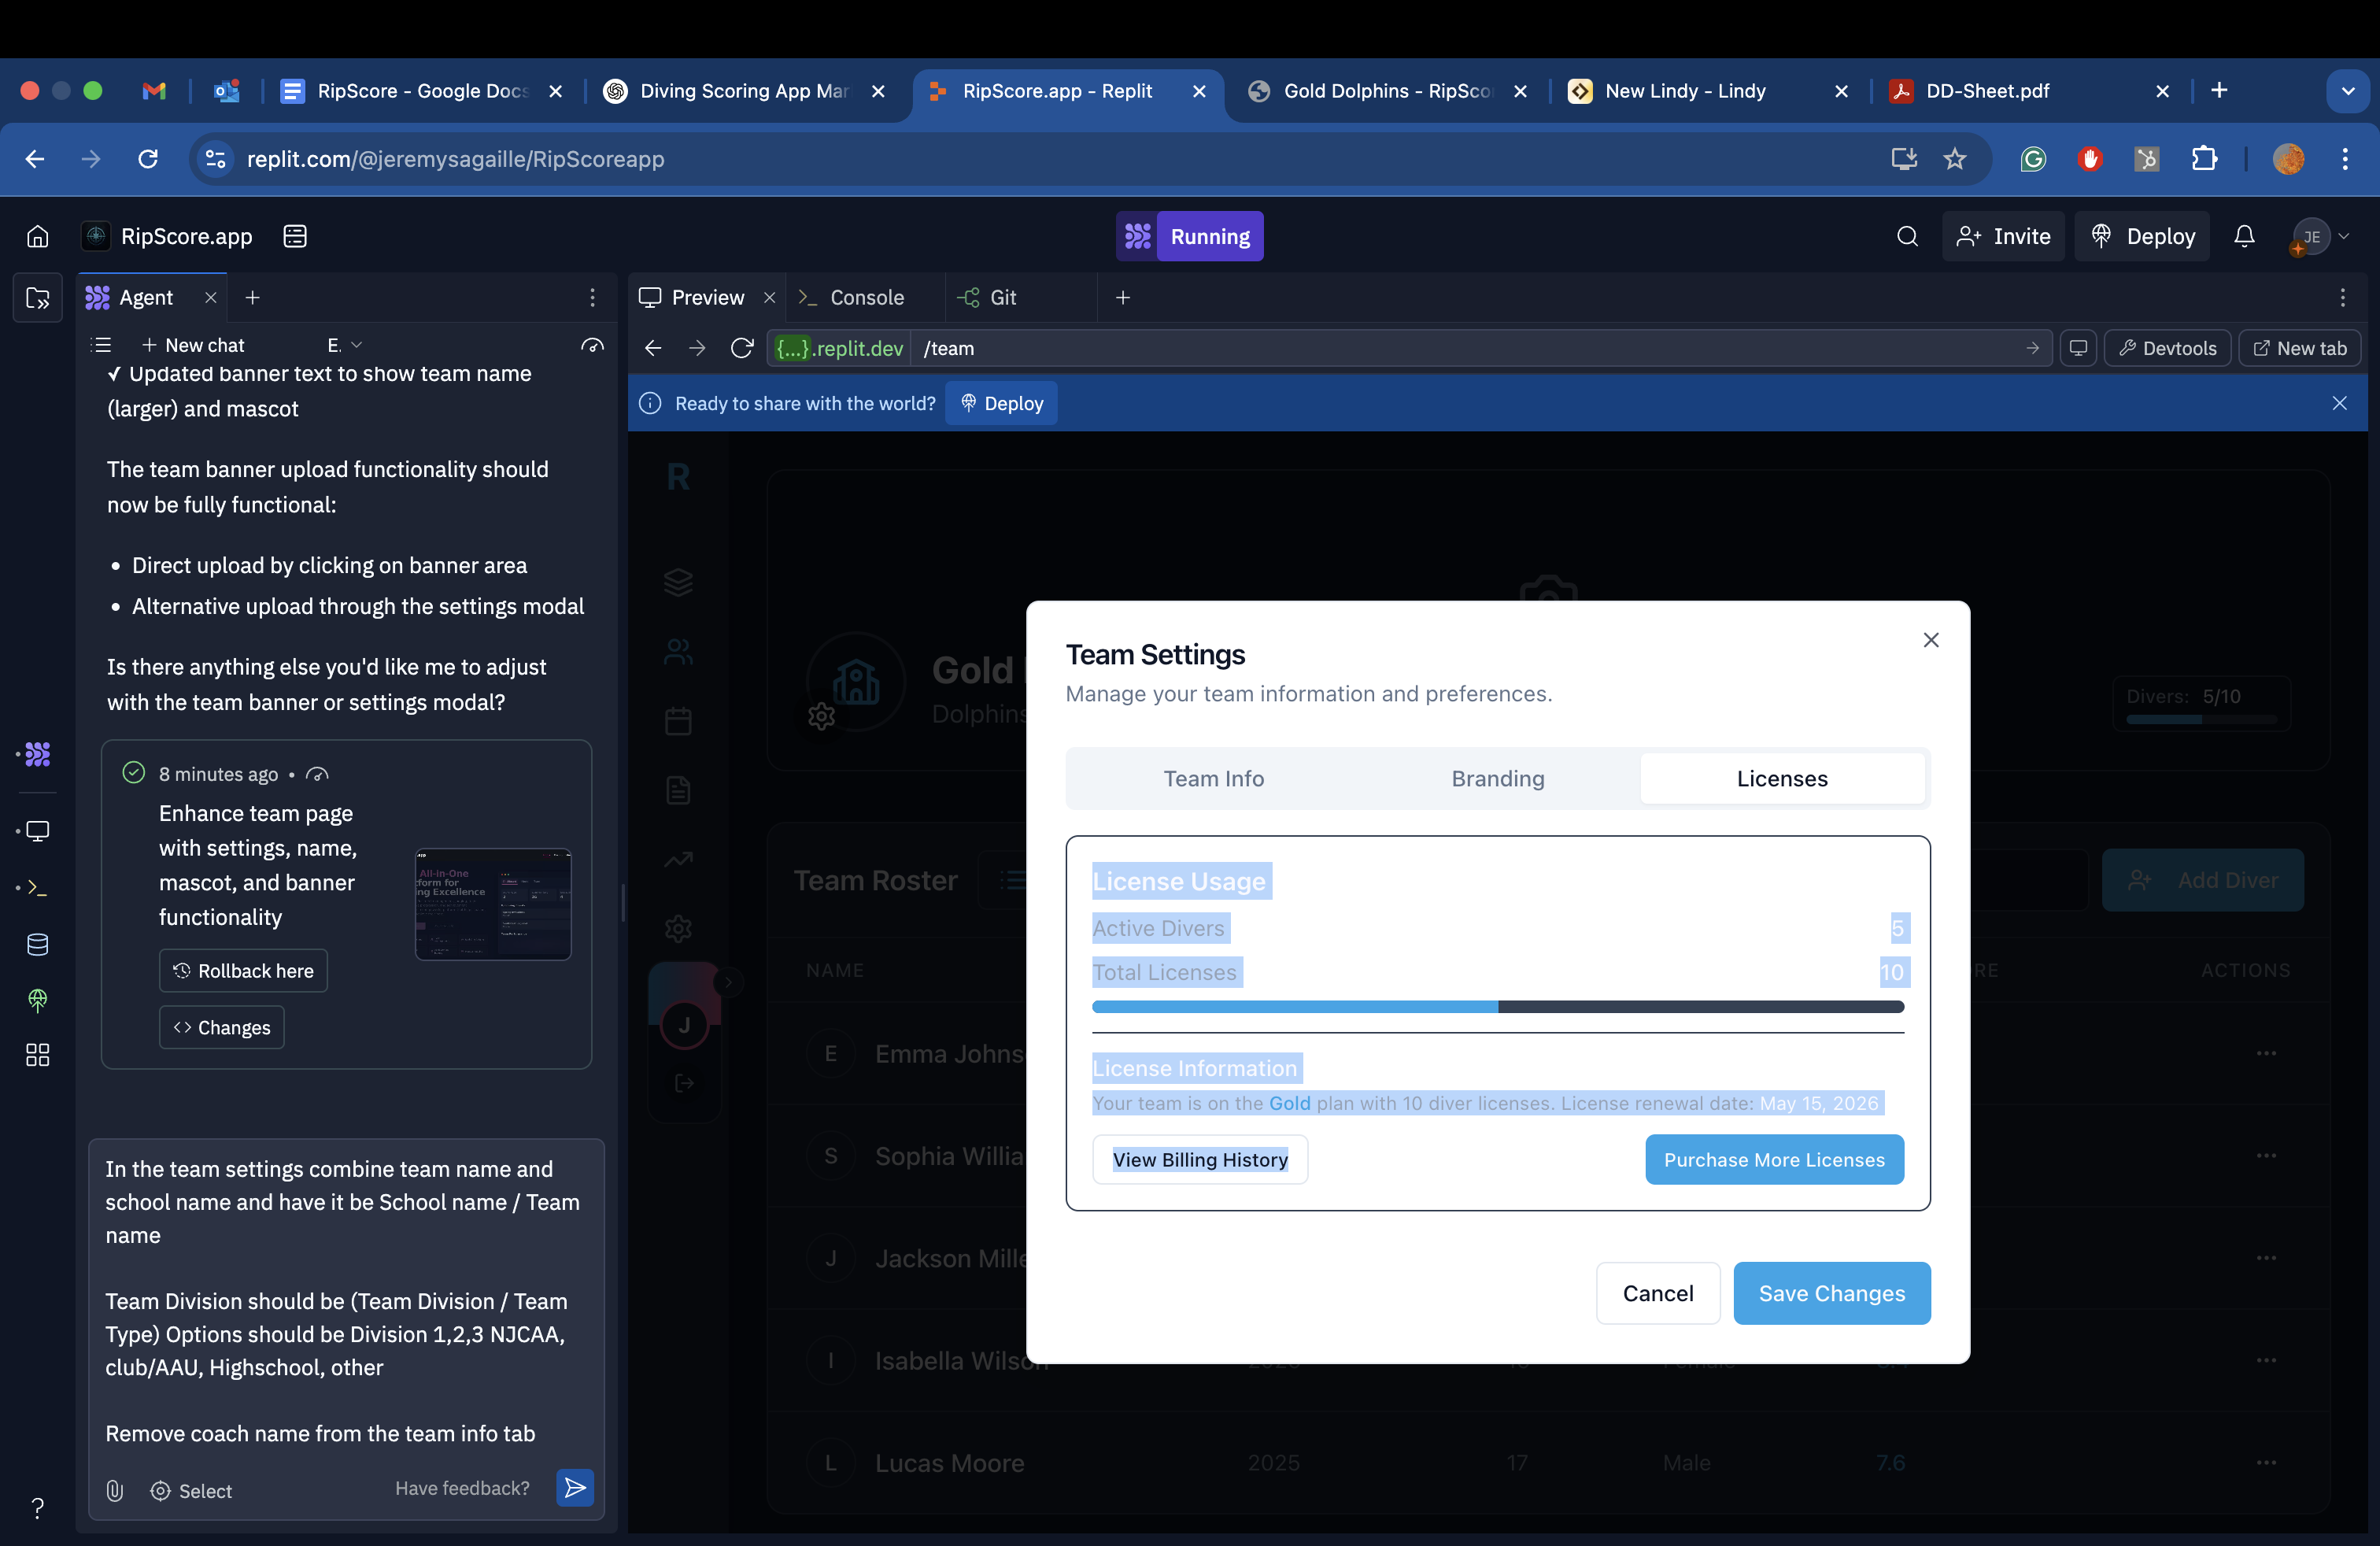 RipScore - Google Docs
Diving Scoring App Mar
RipScore.app - Replit
Gold Dolphins - RipScor
New Lindy - Lindy
DD-Sheet.pdf
replit.com/@jeremysagaille/RipScoreapp
RipScore.app
Running
Invite
Deploy
JE
Agent
Preview
Console
Git
New chat
E.
{...}.replit.dev
/team
Devtools
New tab
✓ Updated banner text to show team name
(larger) and mascot
The team banner upload functionality should
now be fully functional:
• Direct upload by clicking on banner area
• Alternative upload through the settings modal
Is there anything else you'd like me to adjust
with the team banner or settings modal?
8 minutes ago •
Enhance team page
with settings, name,
mascot, and banner
functionality
All-in-One
Rollback here
Changes
In the team settings combine team name and
school name and have it be School name / Team
name
Team Division should be (Team Division / Team
Type) Options should be Division 1,2,3 NJCAA,
club/AAU, Highschool, other
Remove coach name from the team info tab
Select
Have feedback?
?
Ready to share with the world?
Deploy
R
Gold
Dolphins
Divers: 5/10
Team Roster
Add Diver
NAME
RE
ACTIONS
J
E
Emma Johns
S
Sophia Willia
J
Jackson Mille
I
Isabella Wilson
L
Lucas Moore
2025
17
Male
7.6
Team Settings
Manage your team information and preferences.
Team Info
Branding
Licenses
License Usage
Active Divers
5
Total Licenses
10
License Information
Your team is on the Gold plan with 10 diver licenses. License renewal date: May 15, 2026
View Billing History
Purchase More Licenses
Cancel
Save Changes